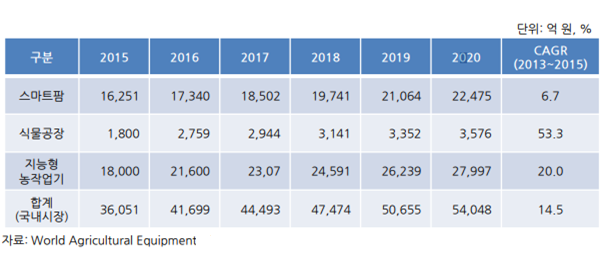 단위: 억 원, %
구분 2015 2016 2017 2018 2019 2020 CAGR (2013~2015)
스마트팜 16,251 17,340 18,502 19,741 21,064 22,475 6.7
식물공장 1,800 2,759 2,944 3,141 3,352 3,576 53.3
지능형 농작업기 18,000 21,600 23,07 24,591 26,239 27,997 20.0
합계 (국내시장) 36,051 41,699 44,493 47,474 50,655 54,048 14.5
자료: World Agricultural Equipment